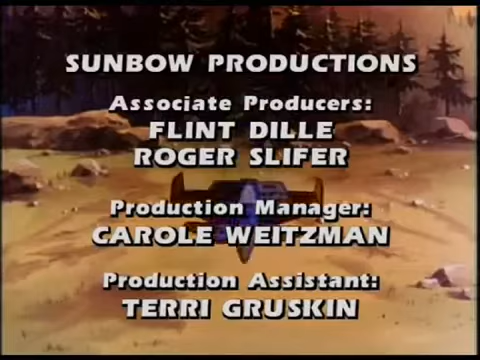 SUNBOW PRODUCTIONS
Associate Producers:
FLINT DILLE
ROGER SLIFER
Production Manager:
CAROLE WEITZMAN
Production Assistant:
TERRI GRUSKIN